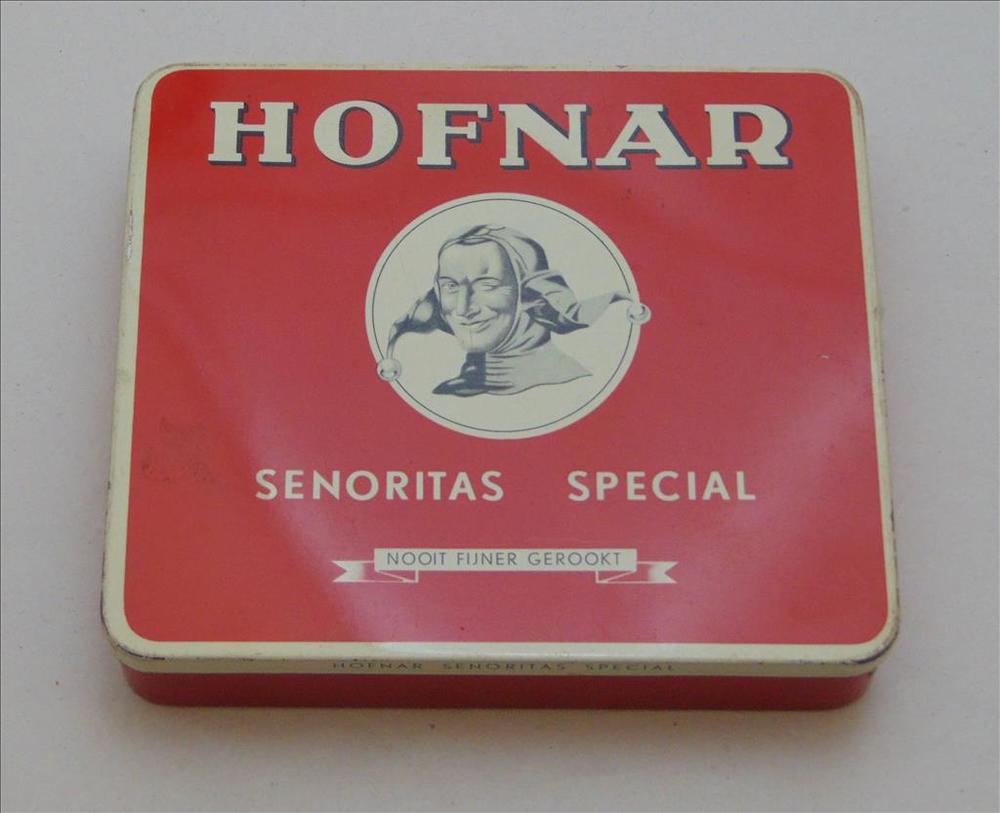 HOFNAR
SENORITAS SPECIAL
NOOIT FIJNER GEROOKT
HOFNAR SENORITAS SPECIAL